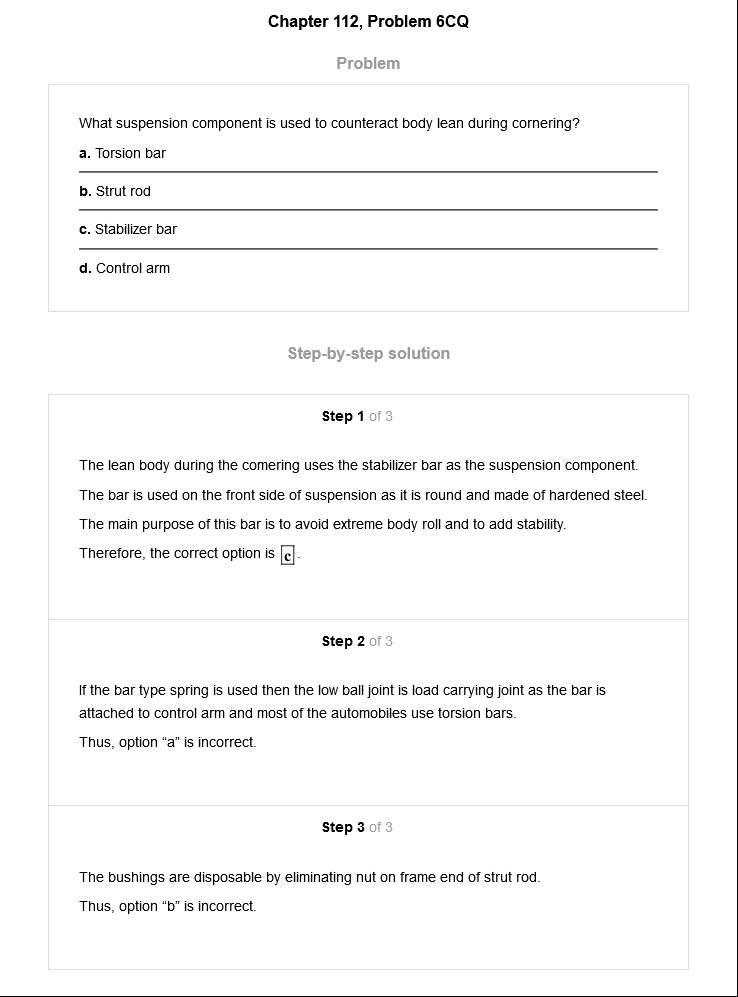 Chapter 112, Problem 6CQ
Problem
What suspension component is used to counteract body lean during cornering?
a. Torsion bar
b. Strut rod
c. Stabilizer bar
d. Control arm
Step-by-step solution
Step 1 of 3
The lean body during the comering uses the stabilizer bar as the suspension component.
The bar is used on the front side of suspension as it is round and made of hardened steel.
The main purpose of this bar is to avoid extreme body roll and to add stability.
Therefore, the correct option is c.
Step 2 of 3
If the bar type spring is used then the low ball joint is load carrying joint as the bar is
attached to control arm and most of the automobiles use torsion bars.
Thus, option “a” is incorrect.
Step 3 of 3
The bushings are disposable by eliminating nut on frame end of strut rod.
Thus, option “b” is incorrect.